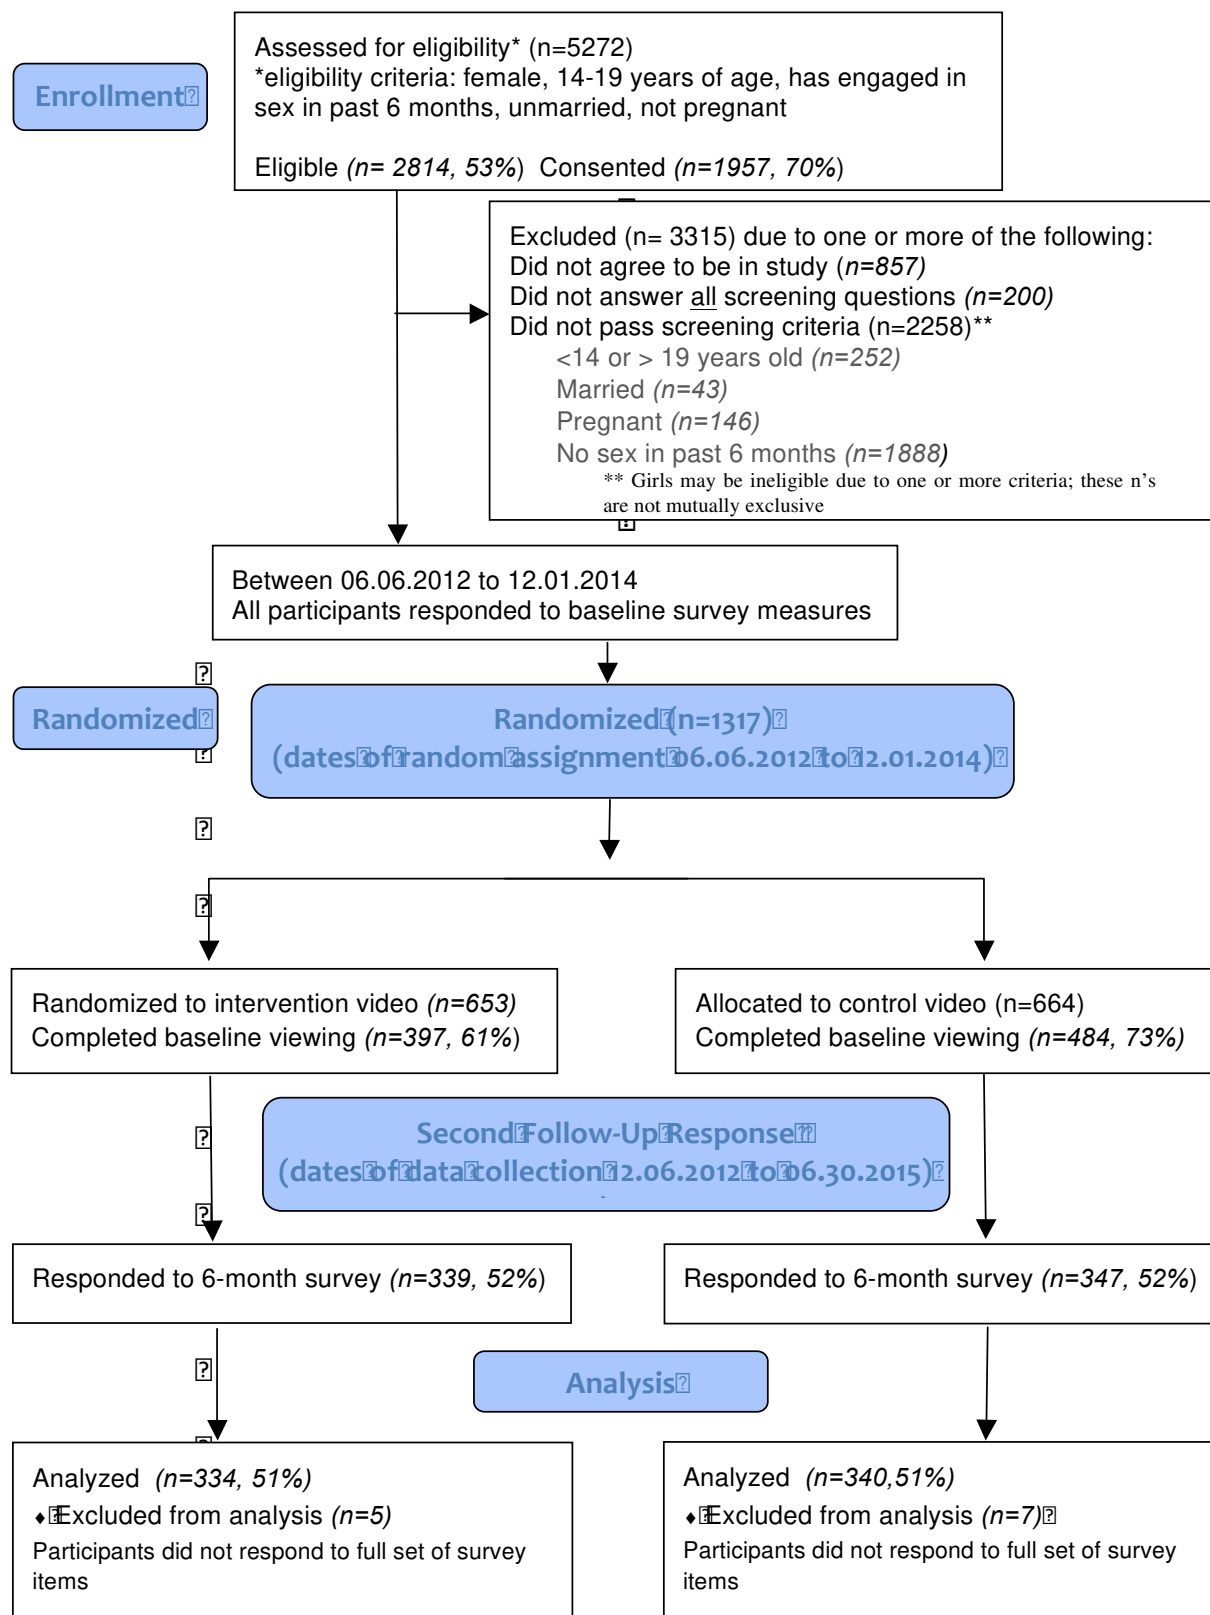 Assessed for eligibility* (n=5272)
*eligibility criteria: female, 14-19 years of age, has engaged in
sex in past 6 months, unmarried, not pregnant
Eligible (n= 2814, 53%) Consented (n=1957, 70%)
Enrollment
Excluded (n= 3315) due to one or more of the following:
Did not agree to be in study (n=857)
Did not answer all screening questions (n=200)
Did not pass screening criteria (n=2258)**
<14 or > 19 years old (n=252)
Married (n=43)
Pregnant (n=146)
No sex in past 6 months (n=1888)
** Girls may be ineligible due to one or more criteria; these n's
are not mutually exclusive
Between 06.06.2012 to 12.01.2014
All participants responded to baseline survey measures
Randomized
Randomized (n=1317)
(dates of random assignment 06.06.2012 to 12.01.2014)
Randomized to intervention video (n=653)
Completed baseline viewing (n=397, 61%)
Allocated to control video (n=664)
Completed baseline viewing (n=484, 73%)
Second Follow-Up Response
(dates of data collection 12.06.2012 to 06.30.2015)
Responded to 6-month survey (n=339, 52%)
Responded to 6-month survey (n=347, 52%)
Analysis
Analyzed (n=334, 51%)
♦ Excluded from analysis (n=5)
Participants did not respond to full set of survey
items
Analyzed (n=340,51%)
♦ Excluded from analysis (n=7)
Participants did not respond to full set of survey
items